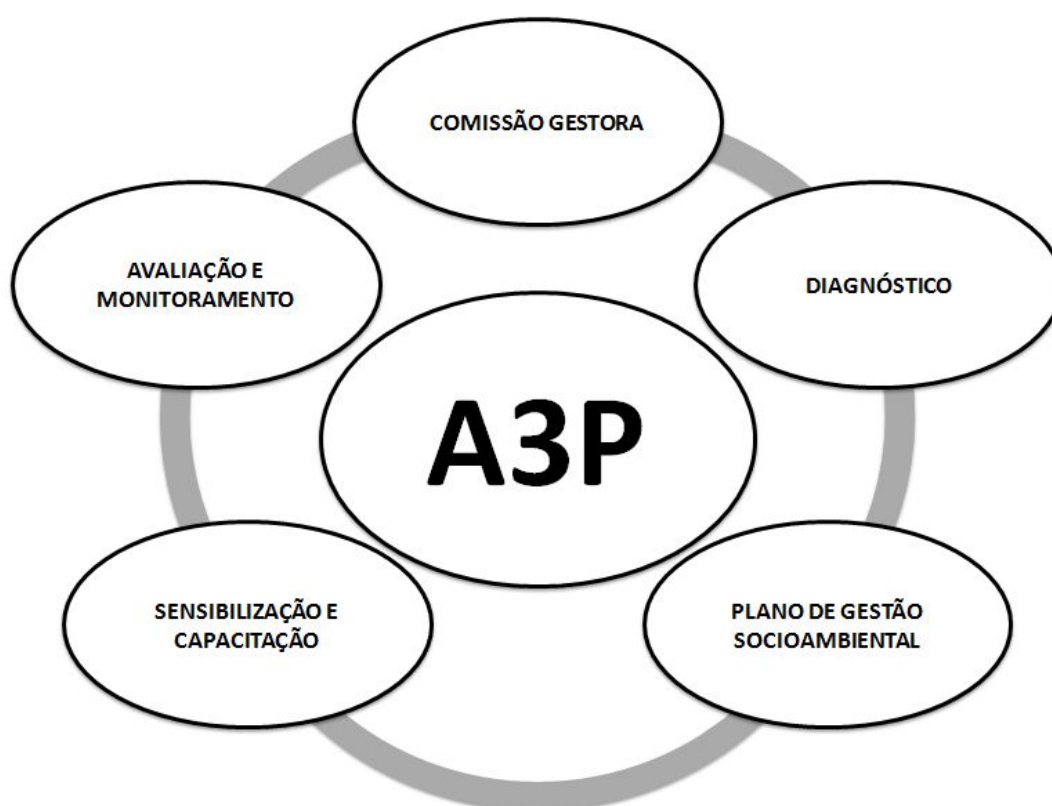 COMISSÃO GESTORA
DIAGNÓSTICO
PLANO DE GESTÃO
SOCIOAMBIENTAL
SENSIBILIZAÇÃO E
CAPACITAÇÃO
AVALIAÇÃO E
MONITORAMENTO
A3P